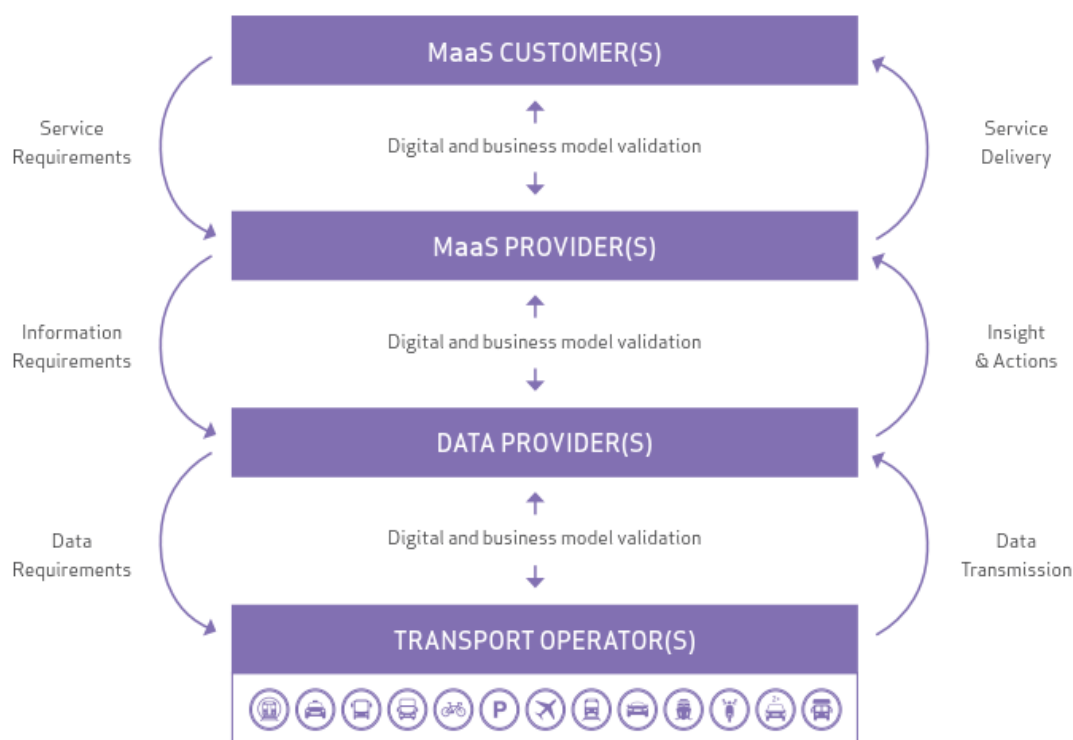 MaaS CUSTOMER(S)
Service
Requirements
Digital and business model validation
Service
Delivery
MaaS PROVIDER(S)
Information
Requirements
Digital and business model validation
Insight
& Actions
DATA PROVIDER(S)
Data
Requirements
Digital and business model validation
Data
Transmission
TRANSPORT OPERATOR(S)
P
2+